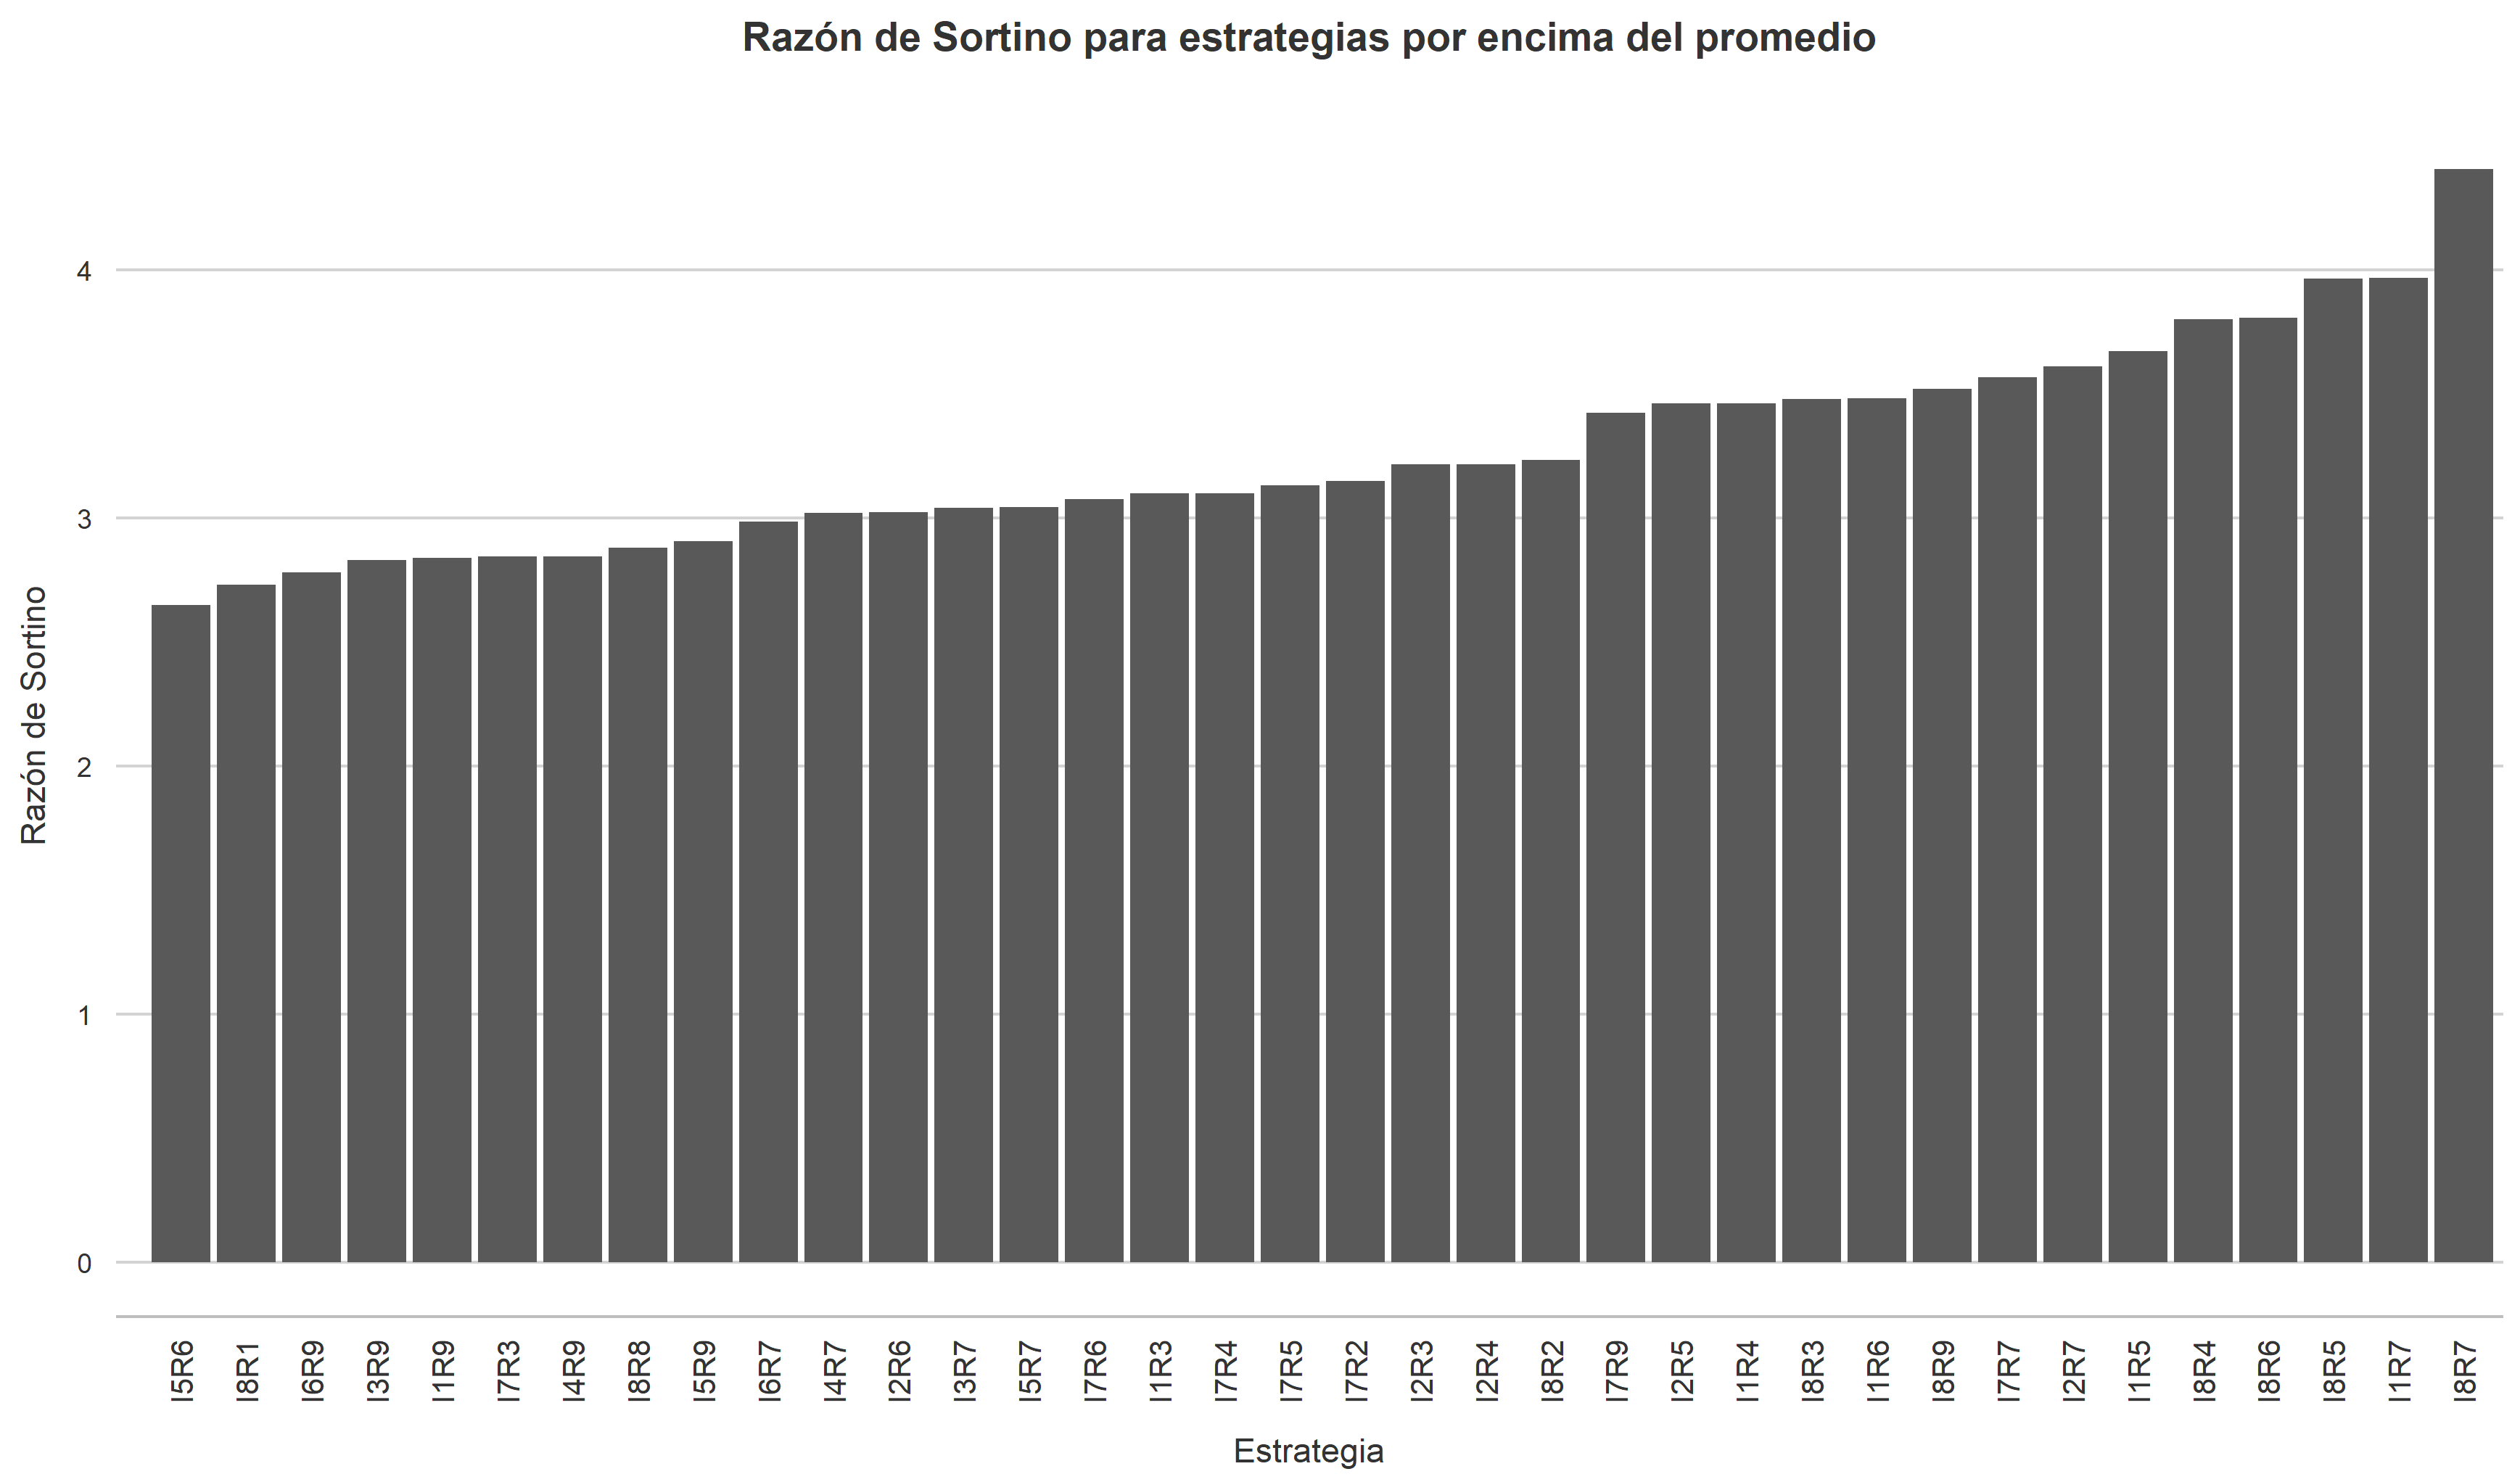 Razón de Sortino para estrategias por encima del promedio
Razón de Sortino
4
3
2
1
0
I5R6
I8R1
I6R9
I3R9
I1R9
I7R3
I4R9
I8R8
I5R9
I6R7
I4R7
I2R6
I3R7
I5R7
I7R6
I1R3
I7R4
I7R5
I7R2
I2R3
I2R4
I8R2
I7R9
I2R5
I1R4
I8R3
I1R6
I8R9
I7R7
I2R7
I1R5
I8R4
I8R6
I8R5
I1R7
I8R7
Estrategia